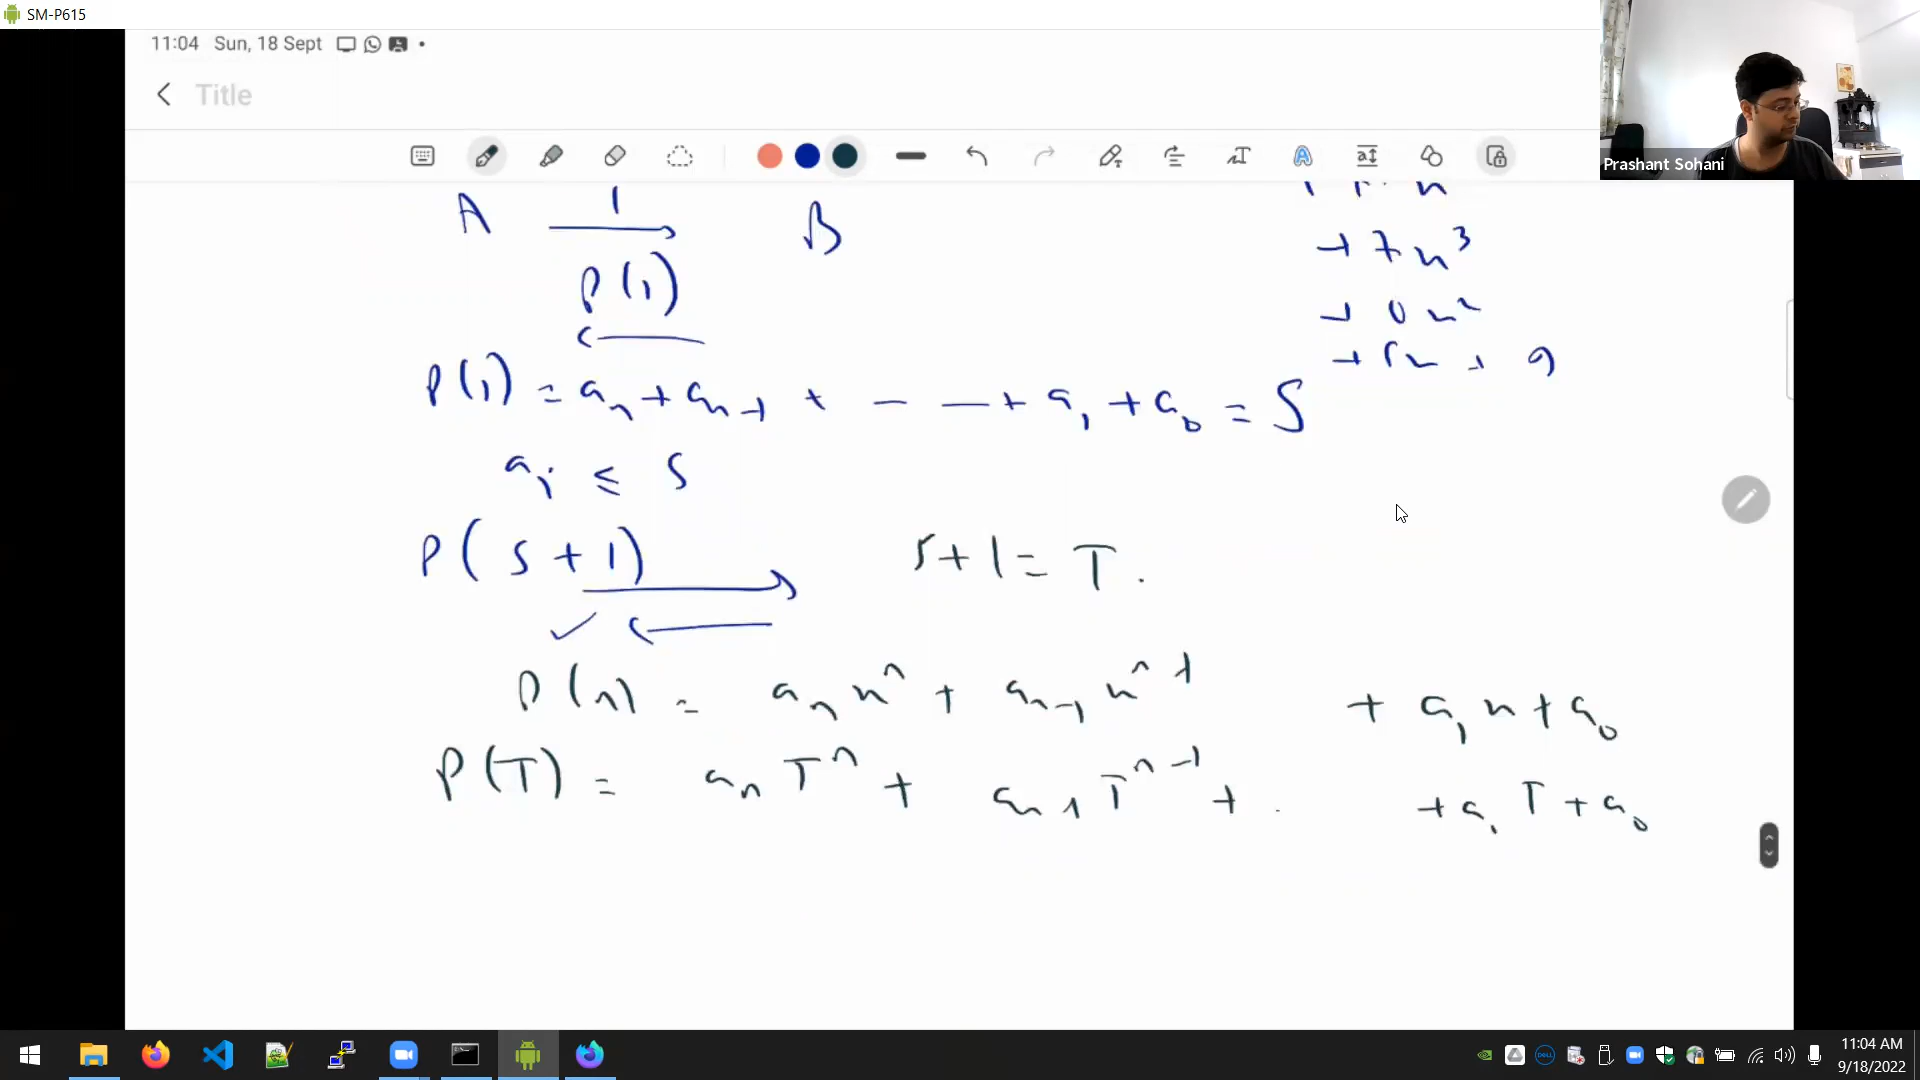 SM-P615
11:04 Sun, 18 Sept
Title
Prashant Sohani
A 1 B
P(1)
+ 7x³
+ 0x²
+ 5x + 9
P(1) = aₙ + aₙ₋₁ + — — + a₁ + a₀ = S
aᵢ ≤ S
P(S+1) S+1 = T.
✓
P(x) = aₙxⁿ + aₙ₋₁xⁿ⁻¹ + a₁x + a₀
P(T) = aₙTⁿ + aₙ₋₁Tⁿ⁻¹ + . + a₁T + a₀
11:04 AM
9/18/2022